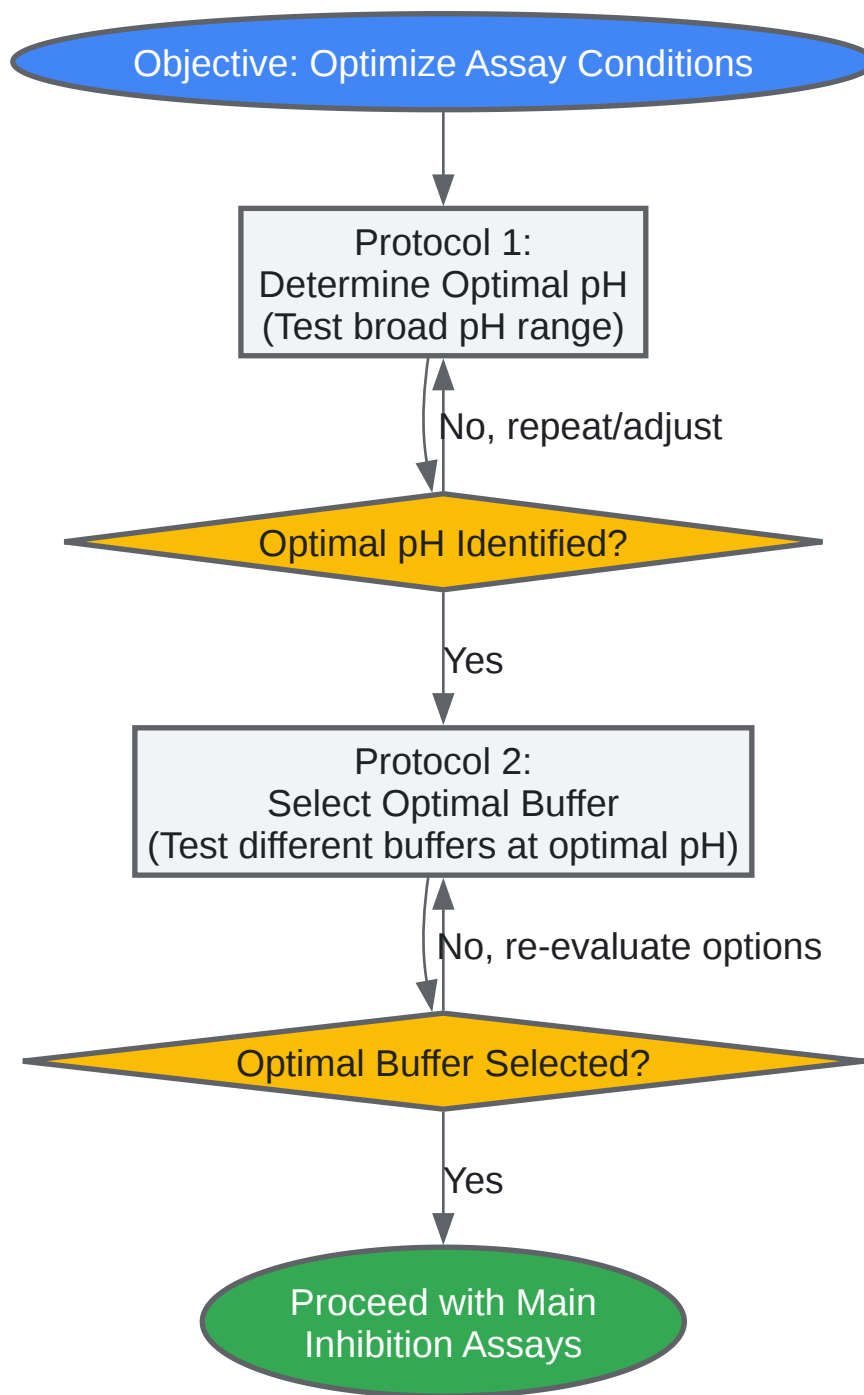 Objective: Optimize Assay Conditions
Protocol 1:
Determine Optimal pH
(Test broad pH range)
No, repeat/adjust
Optimal pH Identified?
Yes
Protocol 2:
Select Optimal Buffer
(Test different buffers at optimal pH)
No, re-evaluate options
Optimal Buffer Selected?
Yes
Proceed with Main
Inhibition Assays